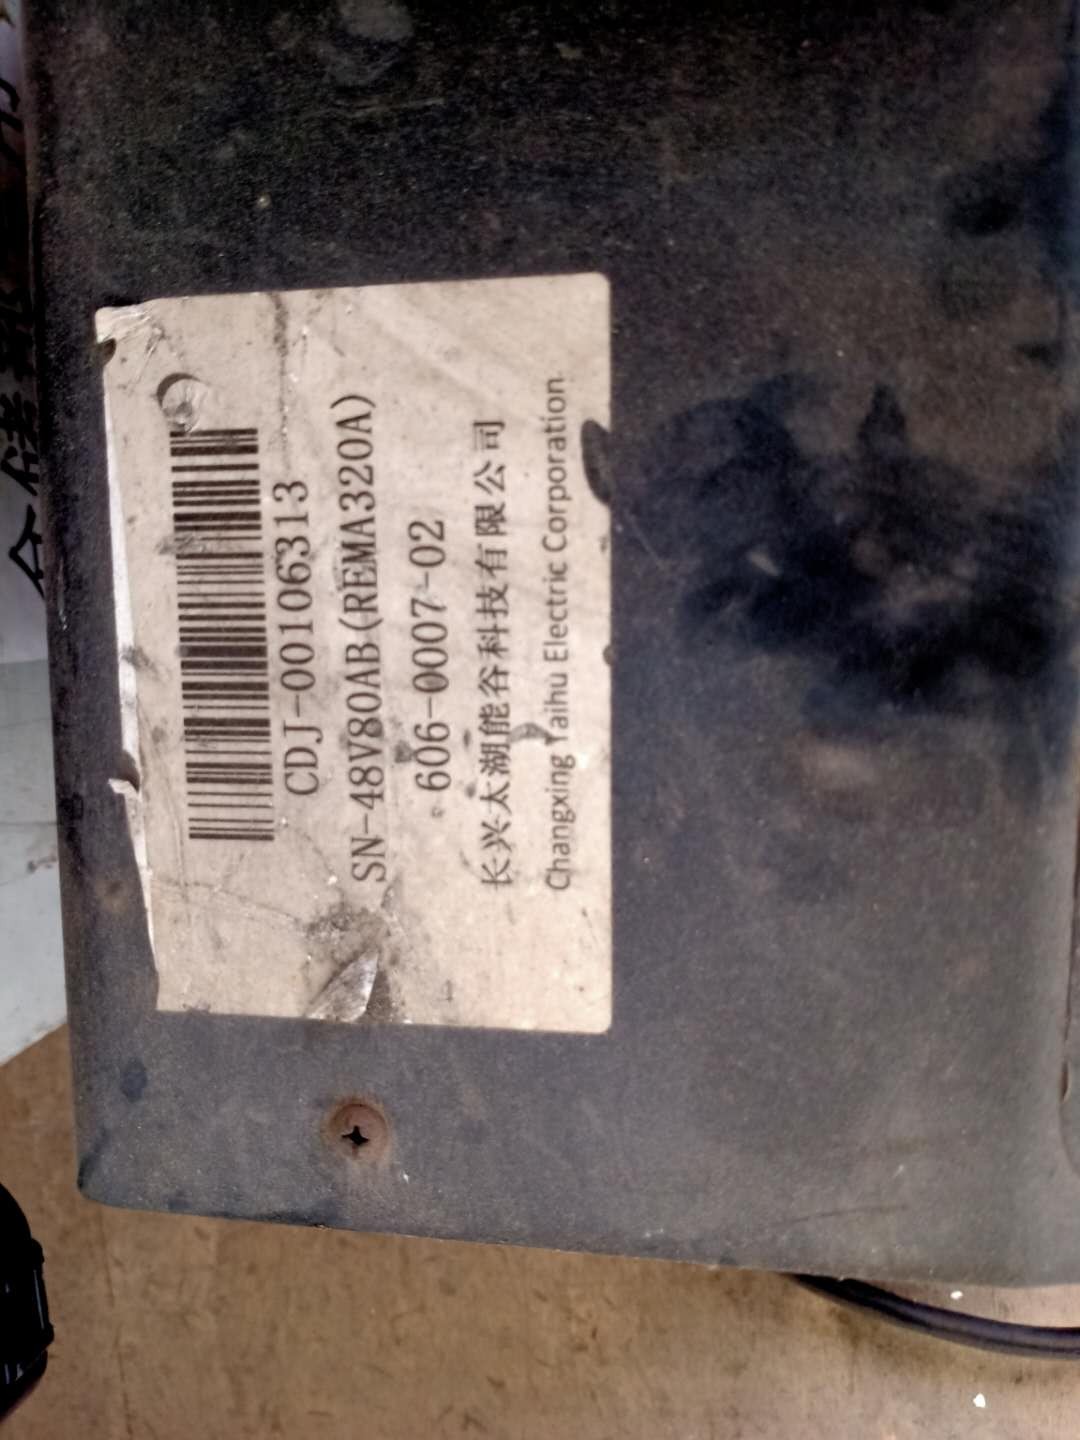 CDJ-00106313
SN-48V80AB(REMA320A)
606-0007-02
长兴太湖能谷科技有限公司
Changxing Taihu Electric Corporation